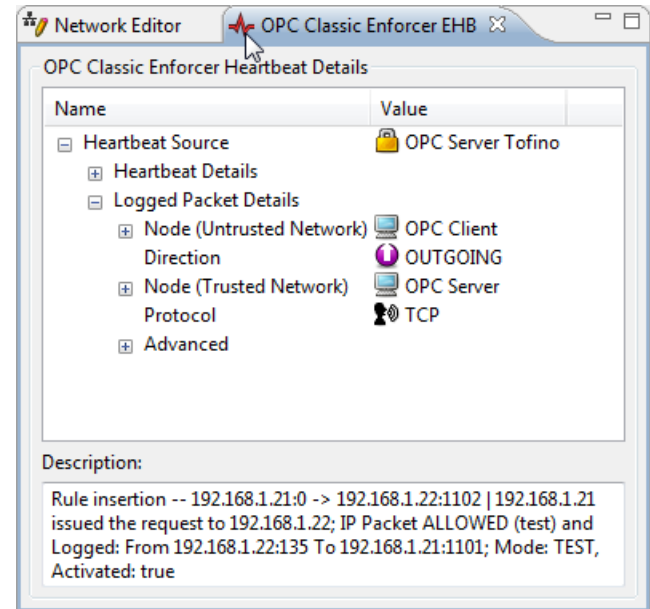 Network Editor OPC Classic Enforcer EHB
OPC Classic Enforcer Heartbeat Details
Name Value
Heartbeat Source OPC Server Tofino
Heartbeat Details
Logged Packet Details
Node (Untrusted Network) OPC Client
Direction OUTGOING
Node (Trusted Network) OPC Server
Protocol TCP
Advanced
Description:
Rule insertion -- 192.168.1.21:0 -> 192.168.1.22:1102 | 192.168.1.21
issued the request to 192.168.1.22; IP Packet ALLOWED (test) and
Logged: From 192.168.1.22:135 To 192.168.1.21:1101; Mode: TEST,
Activated: true